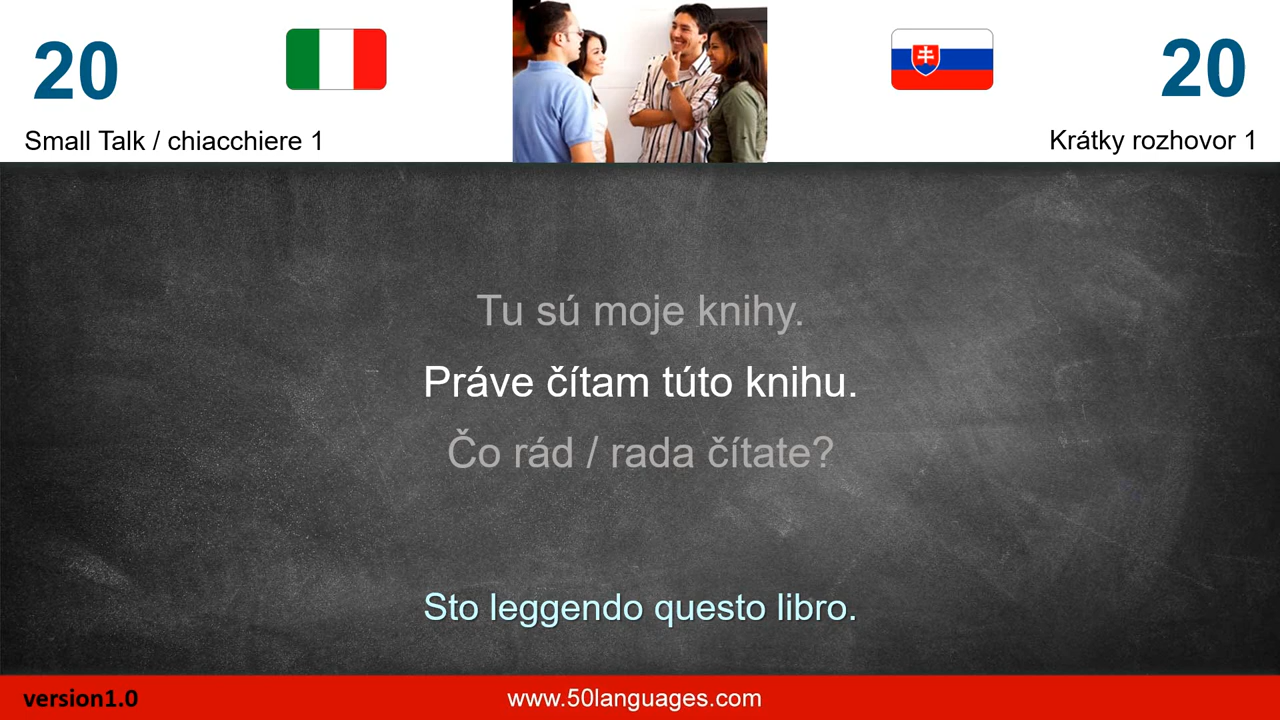 20
20
Small Talk / chiacchiere 1
Krátky rozhovor 1
Tu sú moje knihy.
Práve čítam túto knihu.
Čo rád / rada čítate?
Sto leggendo questo libro.
version1.0
www.50languages.com